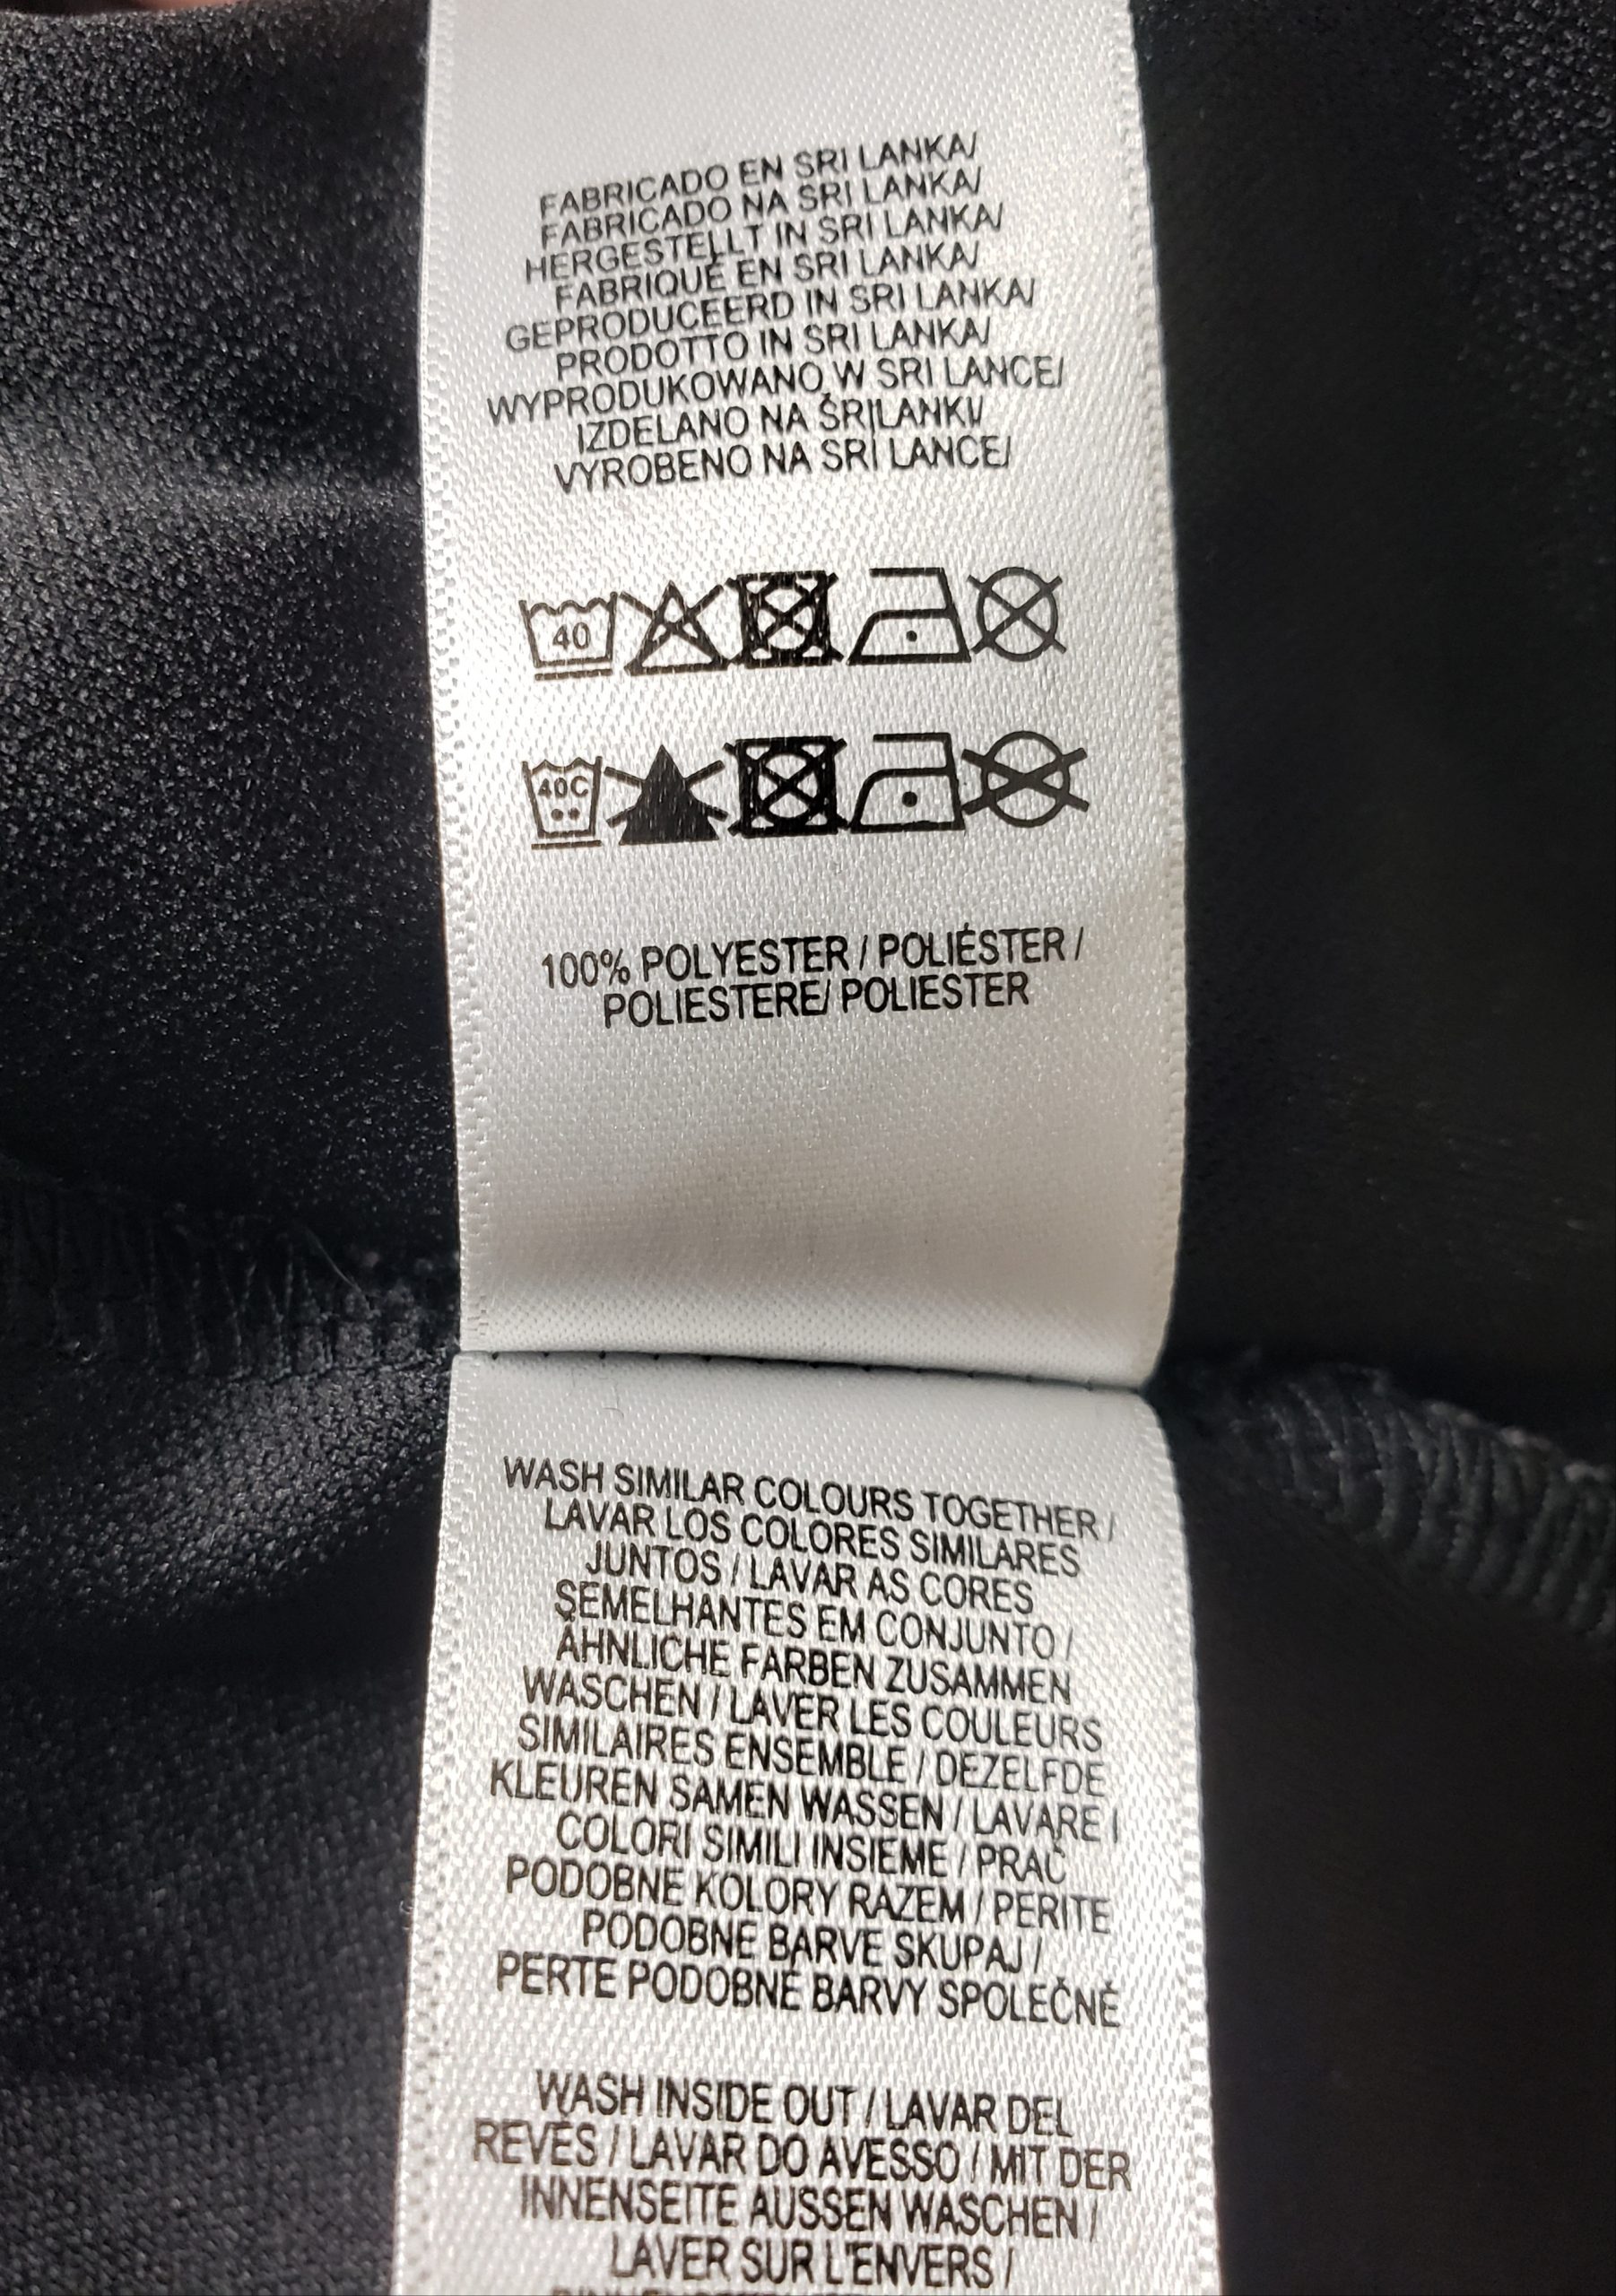 FABRICADO EN SRI LANKA/
FABRICADO NA SRI LANKA/
HERGESTELLT IN SRI LANKA/
FABRIQUÉ EN SRI LANKA/
GEPRODUCEERD IN SRI LANKA/
PRODOTTO IN SRI LANKA/
WYPRODUKOWANO W SRI LANCE/
IZDELANO NA ŠRILANKI/
VYROBENO NA SRÍ LANCE/
40
40C
100% POLYESTER / POLIÉSTER /
POLIESTERE/ POLIESTER
WASH SIMILAR COLOURS TOGETHER /
LAVAR LOS COLORES SIMILARES
JUNTOS / LAVAR AS CORES
SEMELHANTES EM CONJUNTO /
ÄHNLICHE FARBEN ZUSAMMEN
WASCHEN / LAVER LES COULEURS
SIMILAIRES ENSEMBLE / DEZELFDE
KLEUREN SAMEN WASSEN / LAVARE I
COLORI SIMILI INSIEME / PRAĆ
PODOBNE KOLORY RAZEM / PERITE
PODOBNE BARVE SKUPAJ /
PERTE PODOBNÉ BARVY SPOLEČNĚ
WASH INSIDE OUT / LAVAR DEL
REVÉS / LAVAR DO AVESSO / MIT DER
INNENSEITE AUSSEN WASCHEN /
LAVER SUR L'ENVERS /